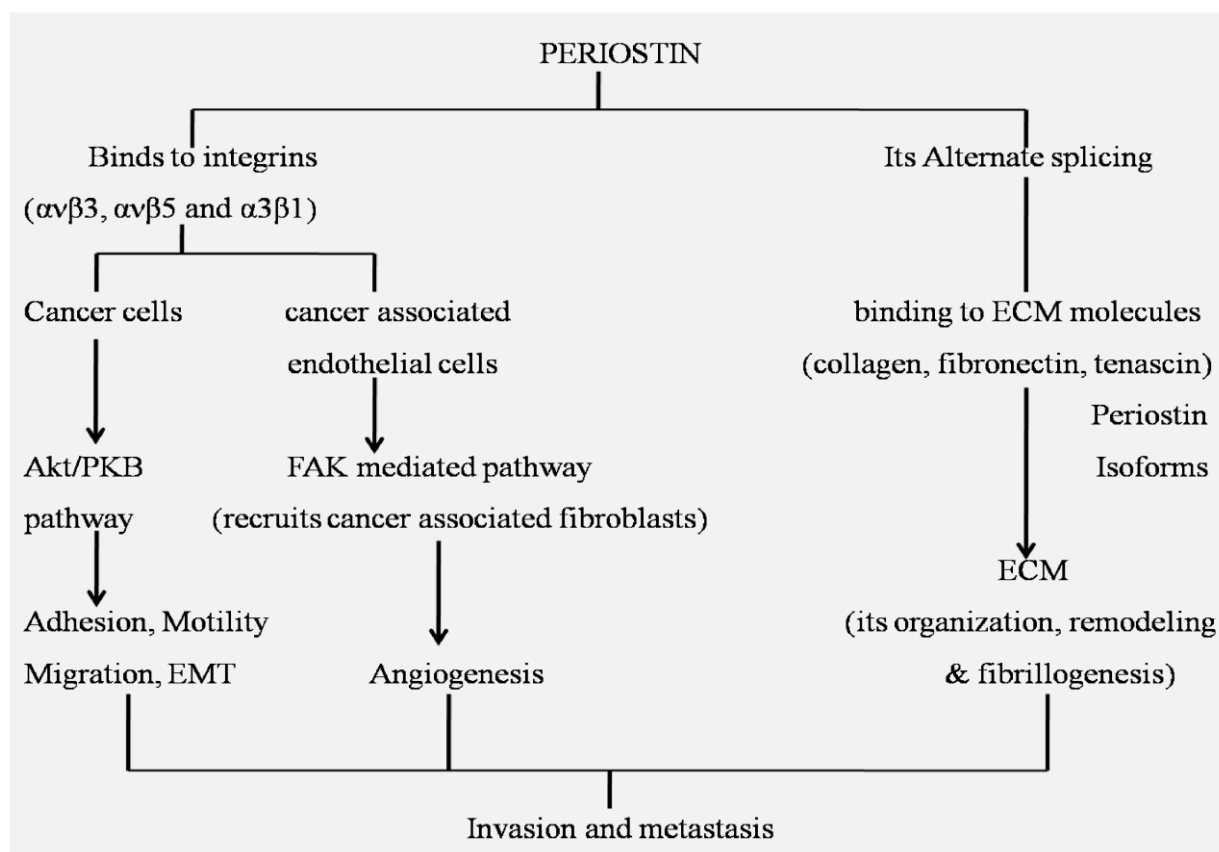 PERIOSTIN
Binds to integrins
(ανβ3, ανβ5 and α3β1)
Its Alternate splicing
Cancer cells
cancer associated
endothelial cells
binding to ECM molecules
(collagen, fibronectin, tenascin)
Periostin
Isoforms
Akt/PKB
pathway
FAK mediated pathway
(recruits cancer associated fibroblasts)
ECM
(its organization, remodeling
& fibrillogenesis)
Adhesion, Motility
Migration, EMT
Angiogenesis
Invasion and metastasis